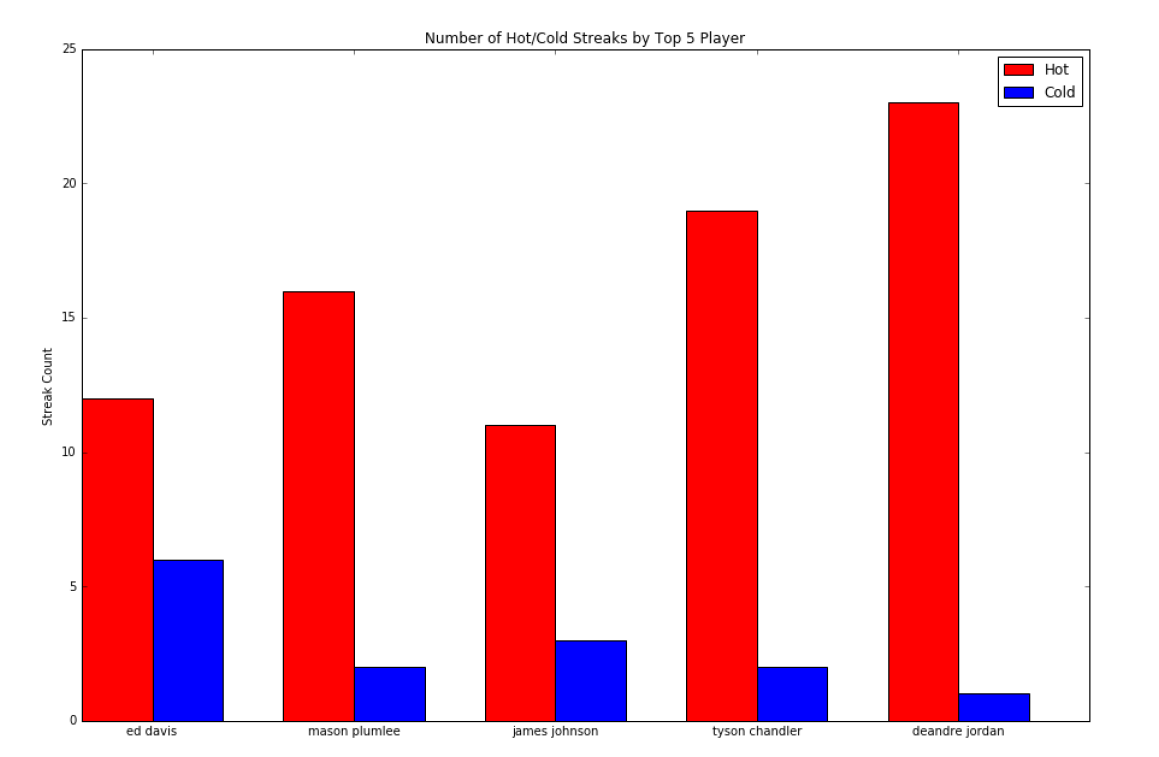 Number of Hot/Cold Streaks by Top 5 Player
Hot
Cold
Streak Count
25
20
15
10
5
0
ed davis
mason plumlee
james johnson
tyson chandler
deandre jordan